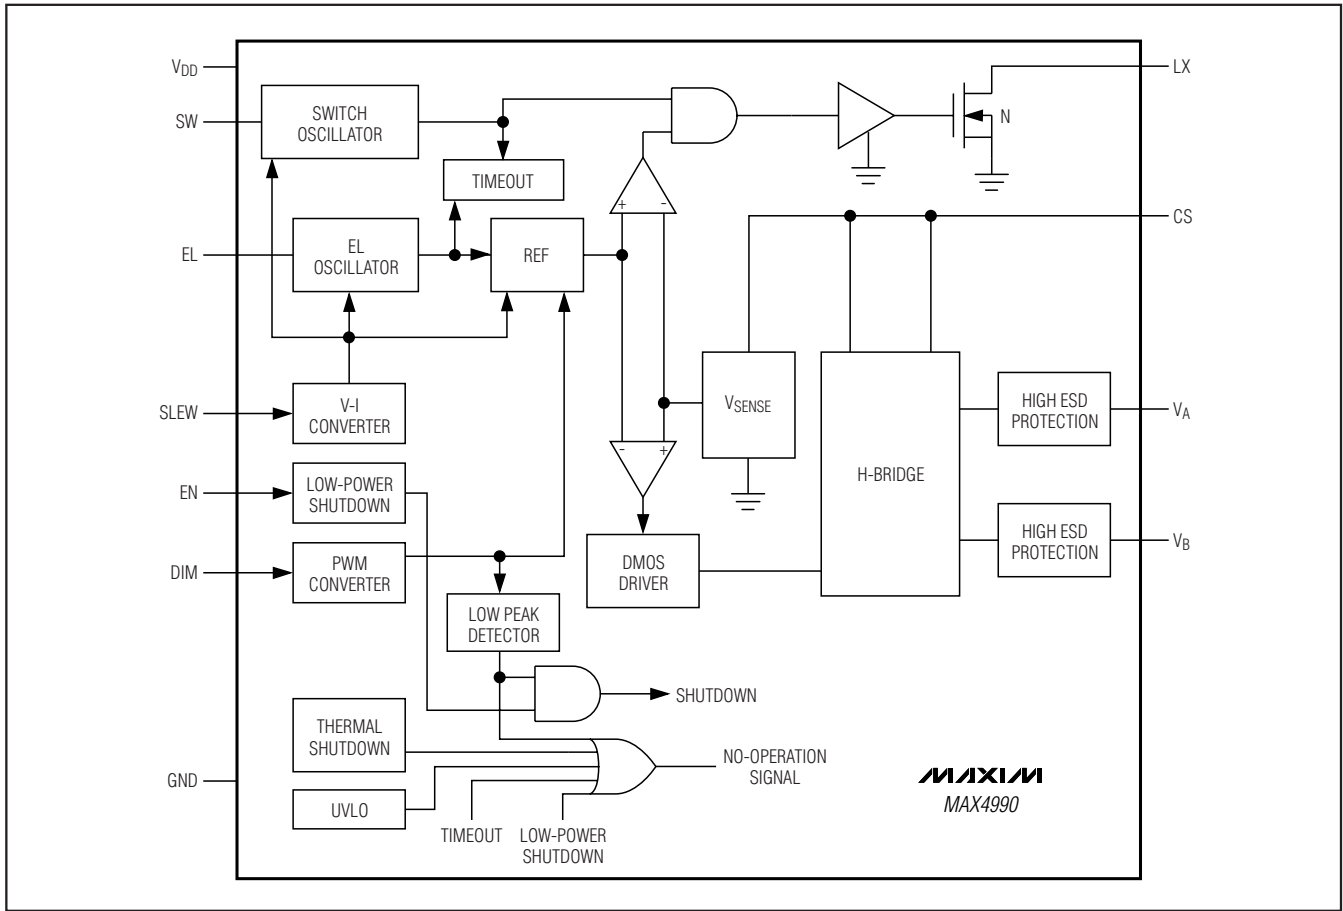 VDD
SW
EL
SLEW
EN
DIM
GND
SWITCH
OSCILLATOR
TIMEOUT
EL
OSCILLATOR
REF
V-I
CONVERTER
LOW-POWER
SHUTDOWN
PWM
CONVERTER
LOW PEAK
DETECTOR
THERMAL
SHUTDOWN
UVLO
TIMEOUT
LOW-POWER
SHUTDOWN
SHUTDOWN
NO-OPERATION
SIGNAL
+
-
-
+
VSENSE
DMOS
DRIVER
H-BRIDGE
HIGH ESD
PROTECTION
HIGH ESD
PROTECTION
N
LX
CS
VA
VB
MAXIM
MAX4990